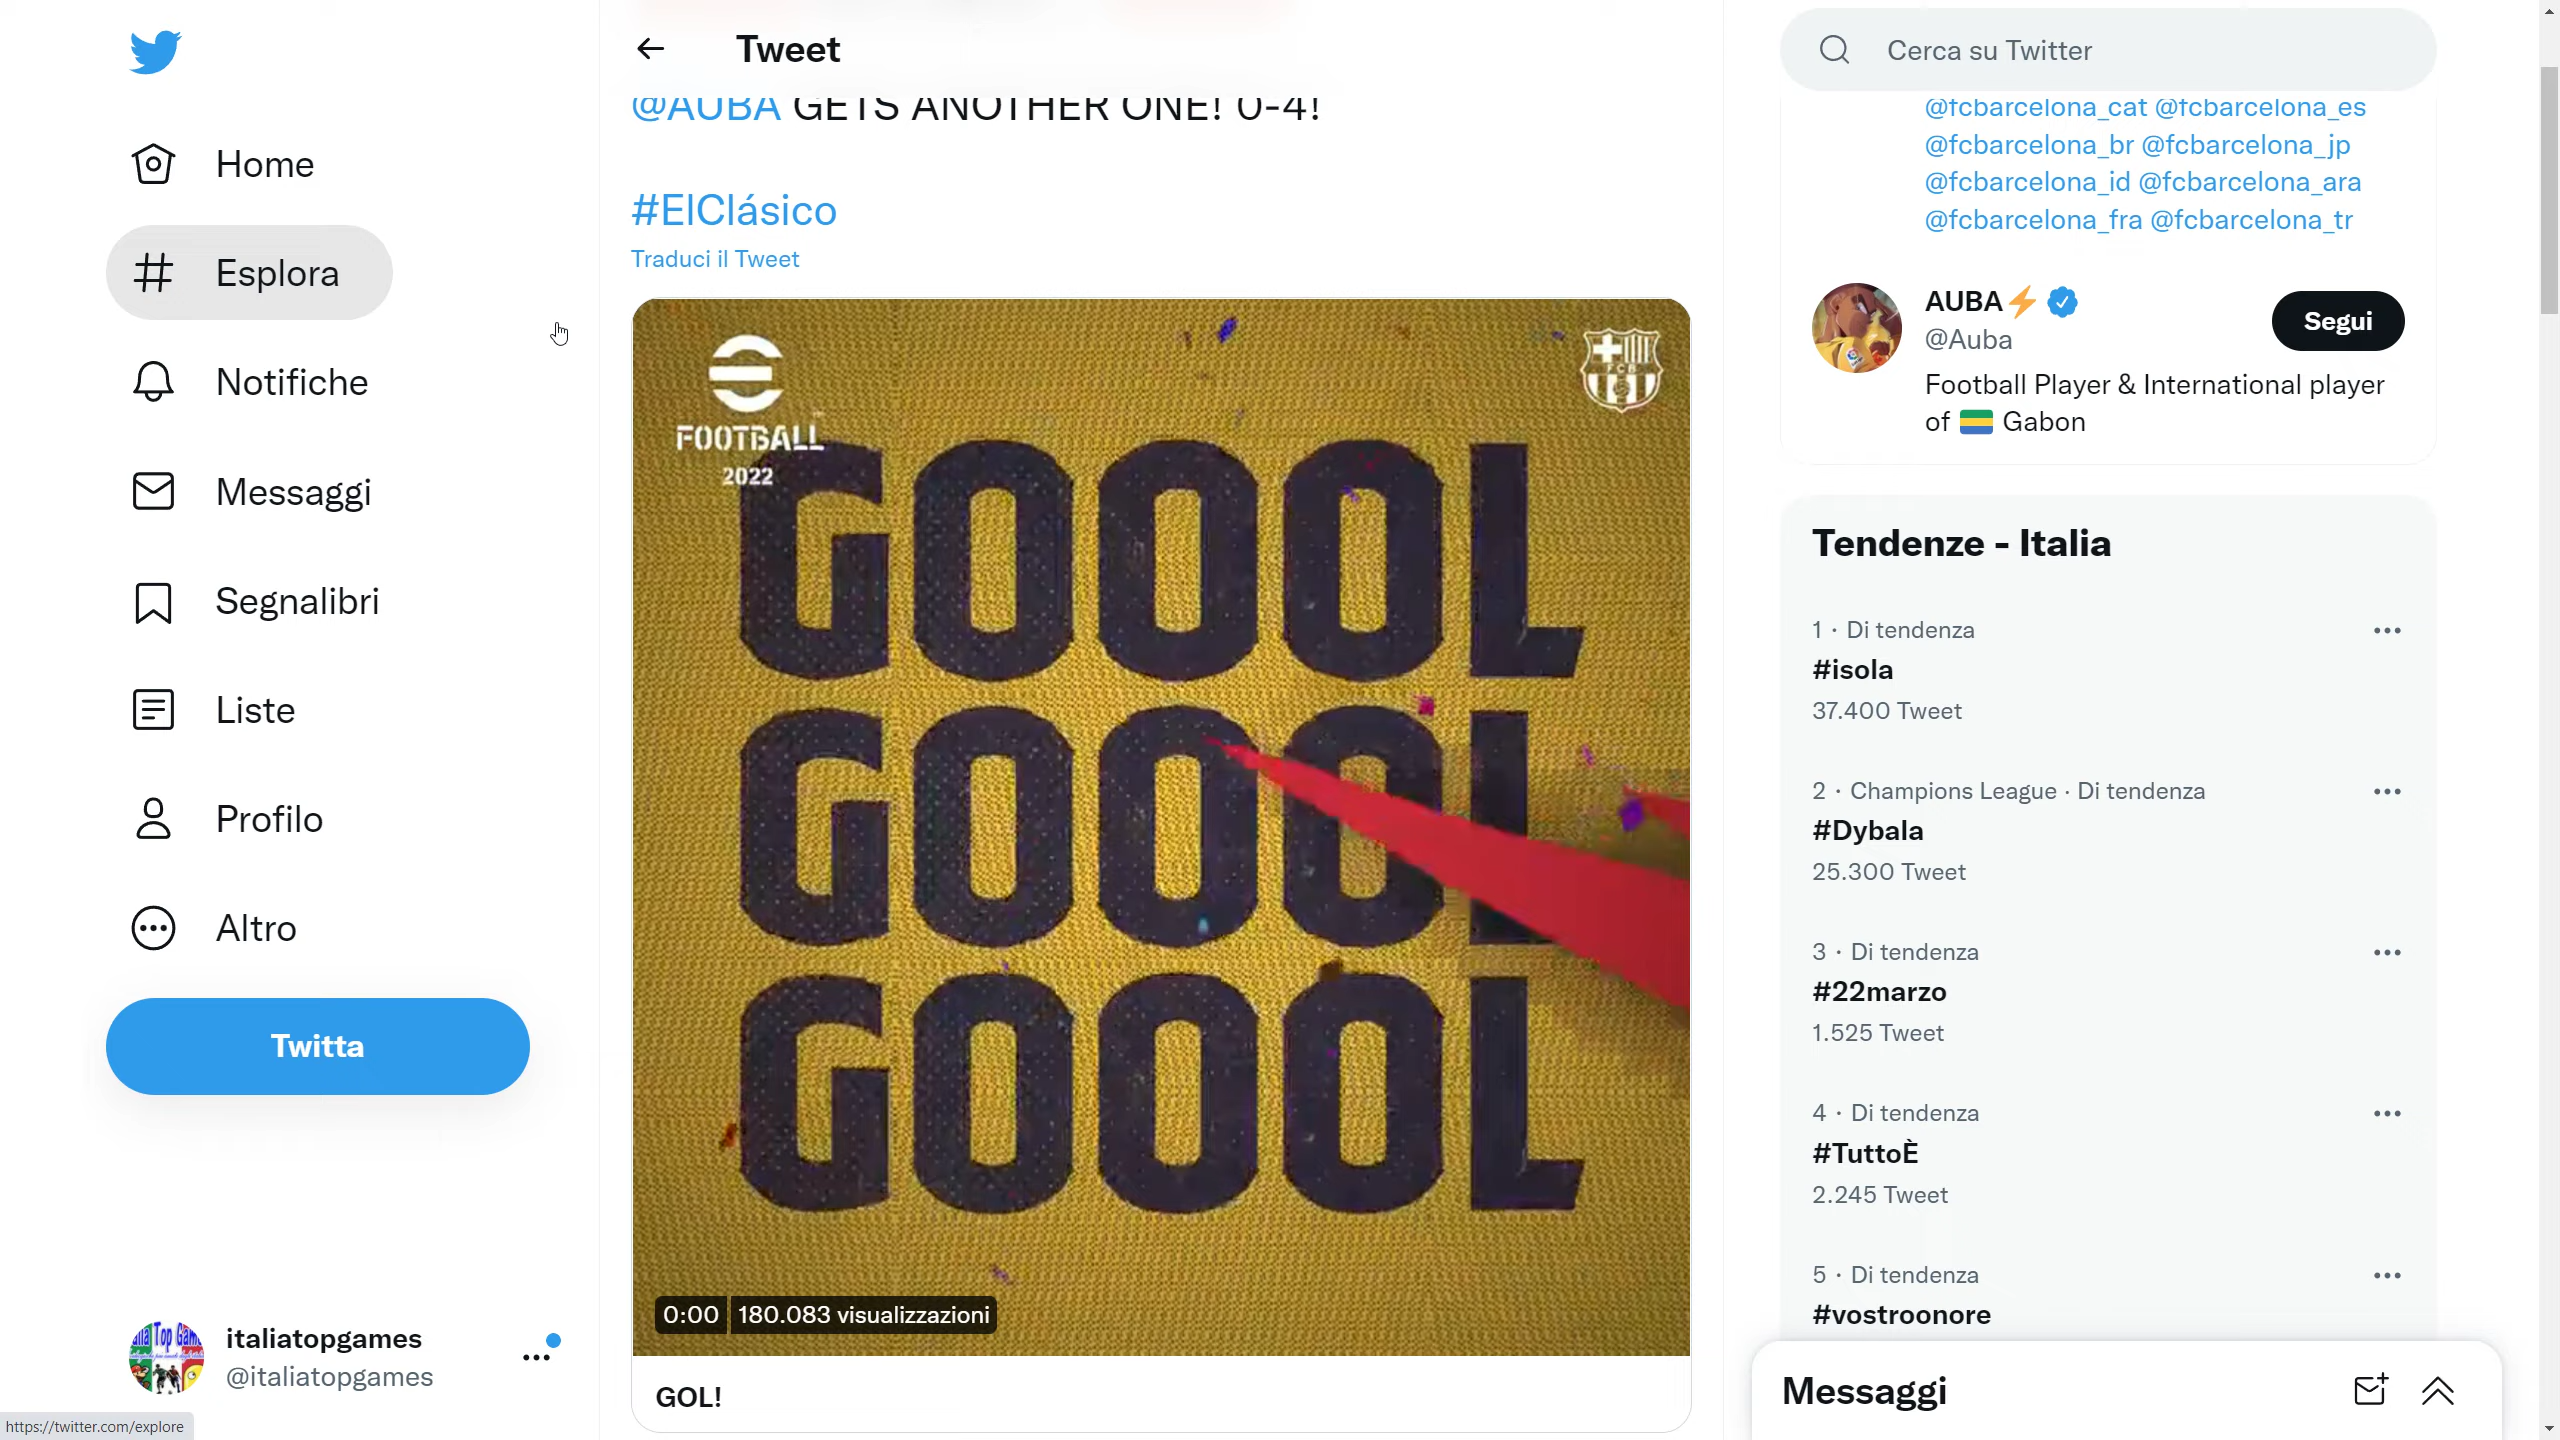 Home
Esplora
Notifiche
Messaggi
Segnalibri
Liste
Profilo
Altro
Twitta
italiatopgames
@italiatopgames
https://twitter.com/explore
Tweet
@AUBA GETS ANOTHER ONE! 0-4!
#ElClásico
Traduci il Tweet
FOOTBALL
2022
FCB
GOOOL
GOOOL
GOOOL
0:00 180.083 visualizzazioni
GOL!
Cerca su Twitter
@fcbarcelona_cat @fcbarcelona_es
@fcbarcelona_br @fcbarcelona_jp
@fcbarcelona_id @fcbarcelona_ara
@fcbarcelona_fra @fcbarcelona_tr
AUBA⚡
@Auba
Segui
Football Player & International player
of 🇬🇦 Gabon
Tendenze - Italia
1 · Di tendenza
#isola
37.400 Tweet
2 · Champions League · Di tendenza
#Dybala
25.300 Tweet
3 · Di tendenza
#22marzo
1.525 Tweet
4 · Di tendenza
#TuttoÈ
2.245 Tweet
5 · Di tendenza
#vostroonore
Messaggi